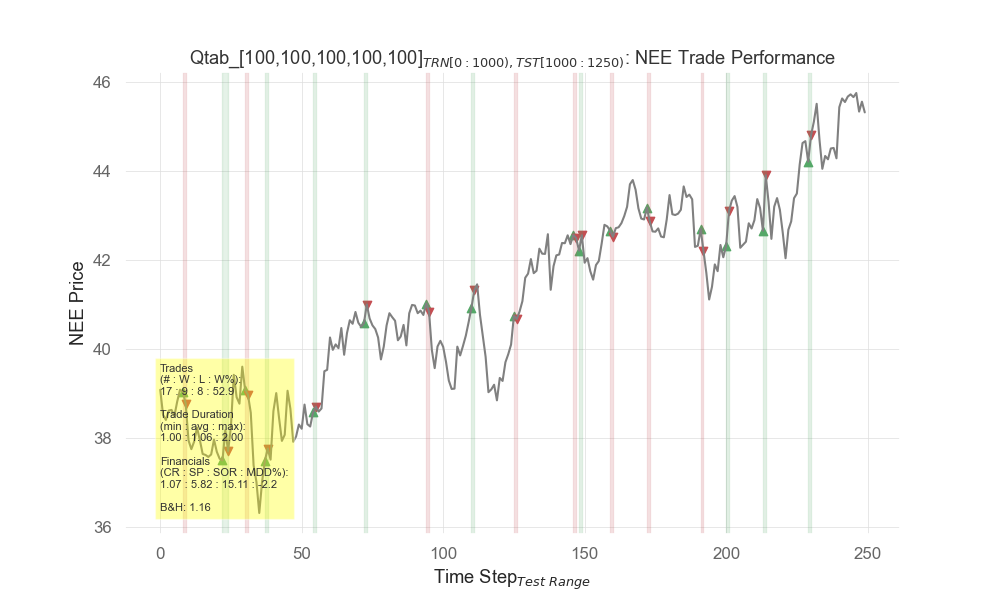 Qtab_[100,100,100,100,100]TRN[0 : 1000), TST[1000 : 1250): NEE Trade Performance
46
44
42
40
38
36
NEE Price
Trades
(# : W : L : W%):
17 : 9 : 8 : 52.9
Trade Duration
(min : avg : max):
1.00 : 1.06 : 2.00
Financials
(CR : SP : SOR : MDD%):
1.07 : 5.82 : 15.11 : -2.2
B&H: 1.16
0 50 100 150 200 250
Time StepTest Range